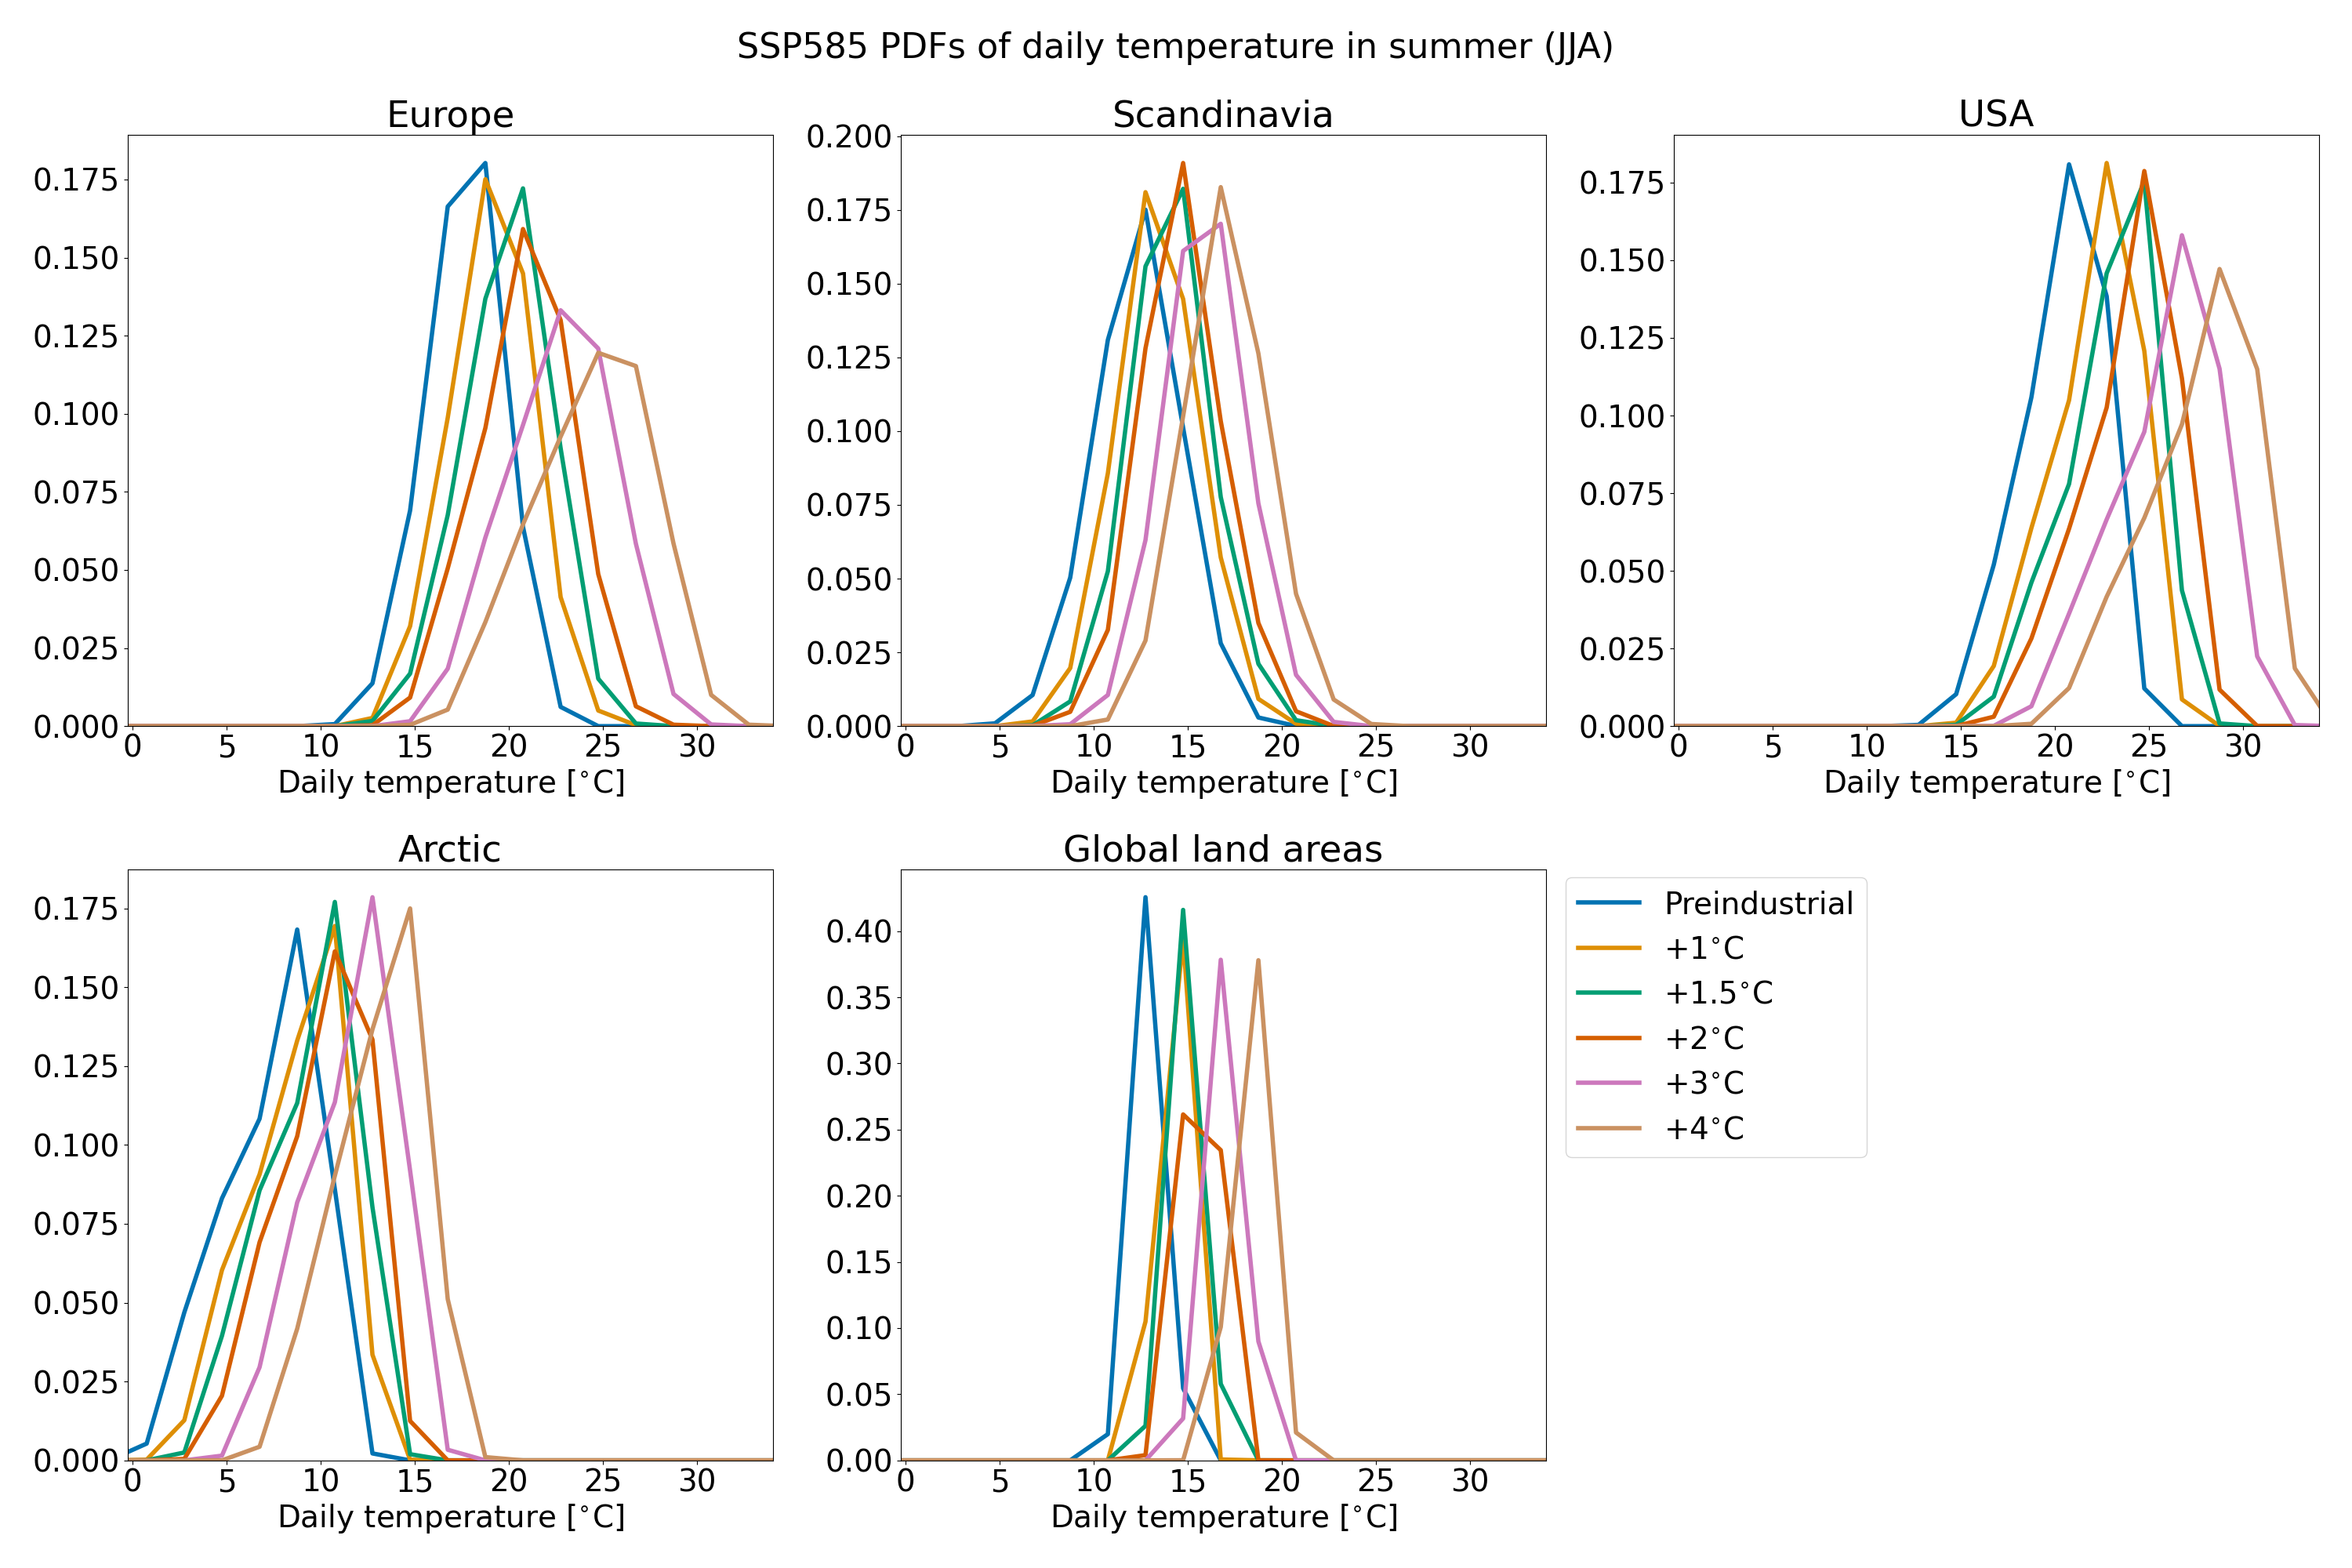 SSP585 PDFs of daily temperature in summer (JJA)
Europe
0.175
0.150
0.125
0.100
0.075
0.050
0.025
0.000
0 5 10 15 20 25 30
Daily temperature [°C]
Scandinavia
0.200
0.175
0.150
0.125
0.100
0.075
0.050
0.025
0.000
0 5 10 15 20 25 30
Daily temperature [°C]
USA
0.175
0.150
0.125
0.100
0.075
0.050
0.025
0.000
0 5 10 15 20 25 30
Daily temperature [°C]
Arctic
0.175
0.150
0.125
0.100
0.075
0.050
0.025
0.000
0 5 10 15 20 25 30
Daily temperature [°C]
Global land areas
0.40
0.35
0.30
0.25
0.20
0.15
0.10
0.05
0.00
0 5 10 15 20 25 30
Daily temperature [°C]
Preindustrial
+1°C
+1.5°C
+2°C
+3°C
+4°C